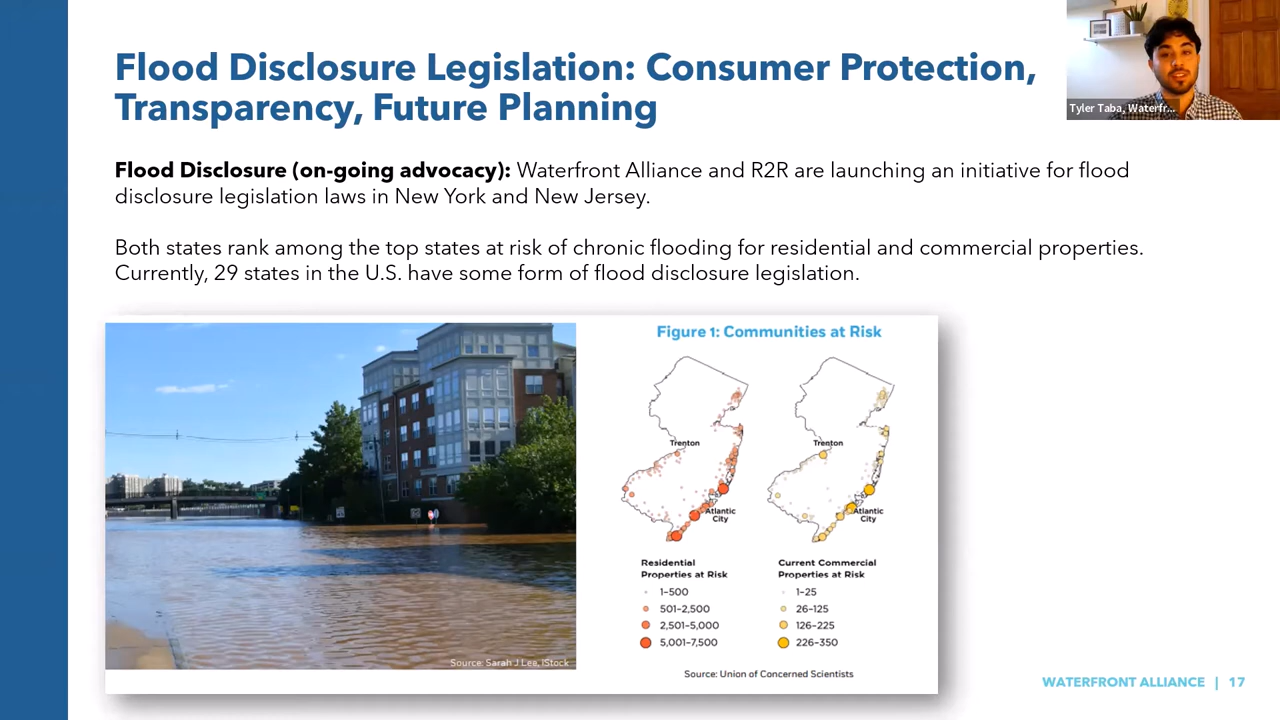 Flood Disclosure Legislation: Consumer Protection,
Transparency, Future Planning
Tyler Taba, Waterfr...
Flood Disclosure (on-going advocacy): Waterfront Alliance and R2R are launching an initiative for flood
disclosure legislation laws in New York and New Jersey.
Both states rank among the top states at risk of chronic flooding for residential and commercial properties.
Currently, 29 states in the U.S. have some form of flood disclosure legislation.
Figure 1: Communities at Risk
Trenton
Atlantic
City
Trenton
Atlantic
City
Residential
Properties at Risk
1–500
501–2,500
2,501–5,000
5,001–7,500
Current Commercial
Properties at Risk
1–25
26–125
126–225
226–350
Source: Sarah J Lee, iStock
Source: Union of Concerned Scientists
WATERFRONT ALLIANCE | 17